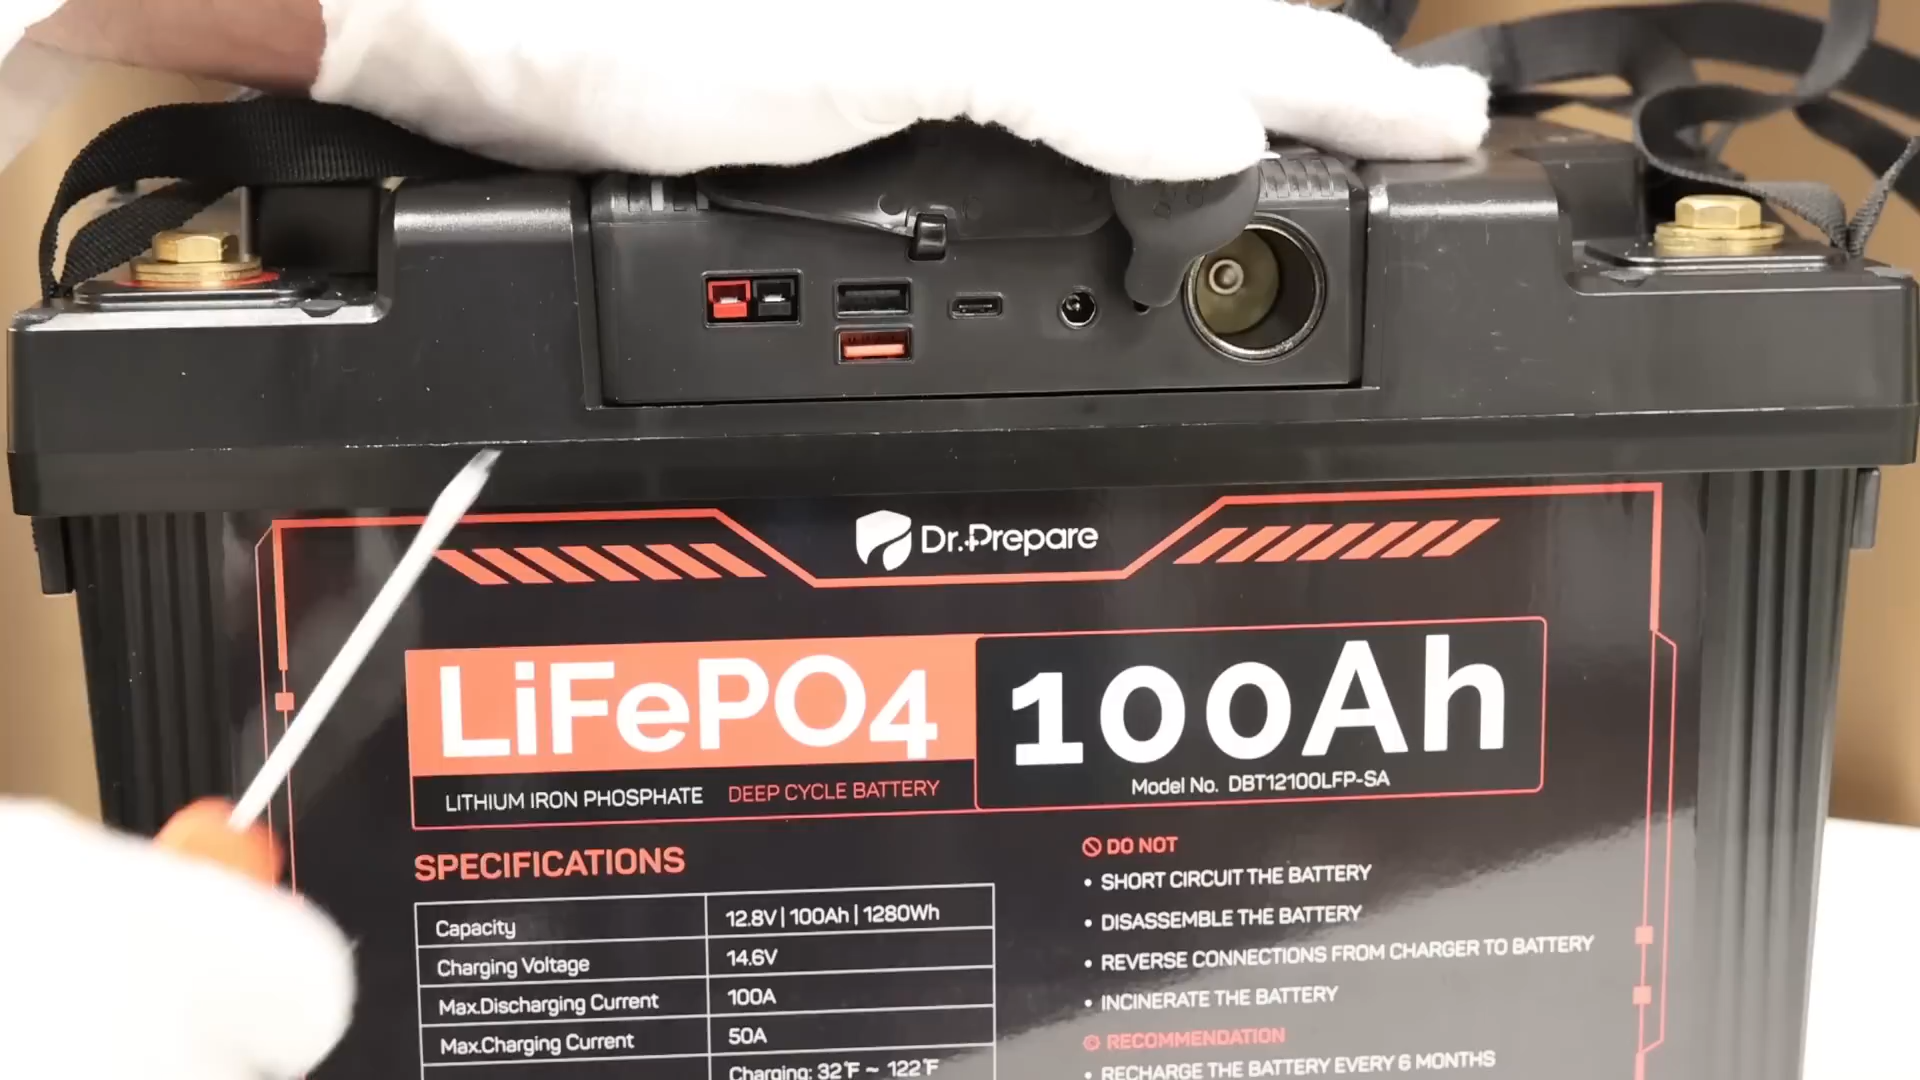 Dr.Prepare
LiFePO4
100Ah
LITHIUM IRON PHOSPHATE DEEP CYCLE BATTERY
Model No. DBT12100LFP-SA
SPECIFICATIONS
Capacity 12.8V | 100Ah | 1280Wh
Charging Voltage 14.6V
Max.Discharging Current 100A
Max.Charging Current 50A
Charging: 32℉ ~ 122℉
DO NOT
• SHORT CIRCUIT THE BATTERY
• DISASSEMBLE THE BATTERY
• REVERSE CONNECTIONS FROM CHARGER TO BATTERY
• INCINERATE THE BATTERY
RECOMMENDATION
• RECHARGE THE BATTERY EVERY 6 MONTHS